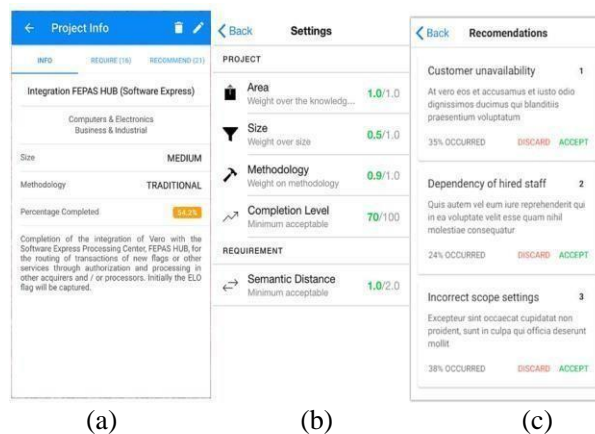 Project Info
INFO
REQUIRE (16)
RECOMMEND (21)
Integration FEPAS HUB (Software Express)
Computers & Electronics
Business & Industrial
Size MEDIUM
Methodology TRADITIONAL
Percentage Completed 54.2%
Completion of the integration of Vero with the
Software Express Processing Center, FEPAS HUB, for
the routing of transactions of new flags or other
services through authorization and processing in
other acquirers and / or processors. Initially the ELO
flag will be captured.
(a)
Back Settings
PROJECT
Area
Weight over the knowledg... 1.0/1.0
Size
Weight over size 0.5/1.0
Methodology
Weight on methodology 0.9/1.0
Completion Level
Minimum acceptable 70/100
REQUIREMENT
Semantic Distance
Minimum acceptable 1.0/2.0
(b)
Back Recomendations
Customer unavailability 1
At vero eos et accusamus et iusto odio
dignissimos ducimus qui blanditiis
praesentium voluptatum
35% OCCURRED DISCARD ACCEPT
Dependency of hired staff 2
Quis autem vel eum iure reprehenderit qui
in ea voluptate velit esse quam nihil
molestiae consequatur
24% OCCURRED DISCARD ACCEPT
Incorrect scope settings 3
Excepteur sint occaecat cupidatat non
proident, sunt in culpa qui officia deserunt
mollit
38% OCCURRED DISCARD ACCEPT
(c)